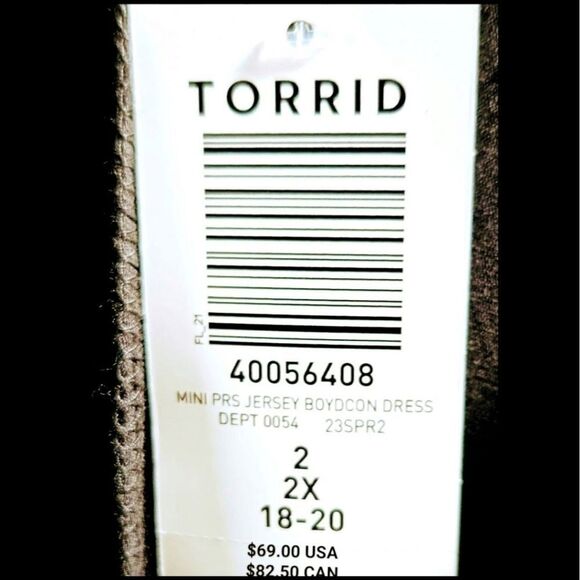 TORRID
FL_21
40056408
MINI PRS JERSEY BOYDCON DRESS
DEPT 0054 23SPR2
2
2X
18-20
$69.00 USA
$82.50 CAN